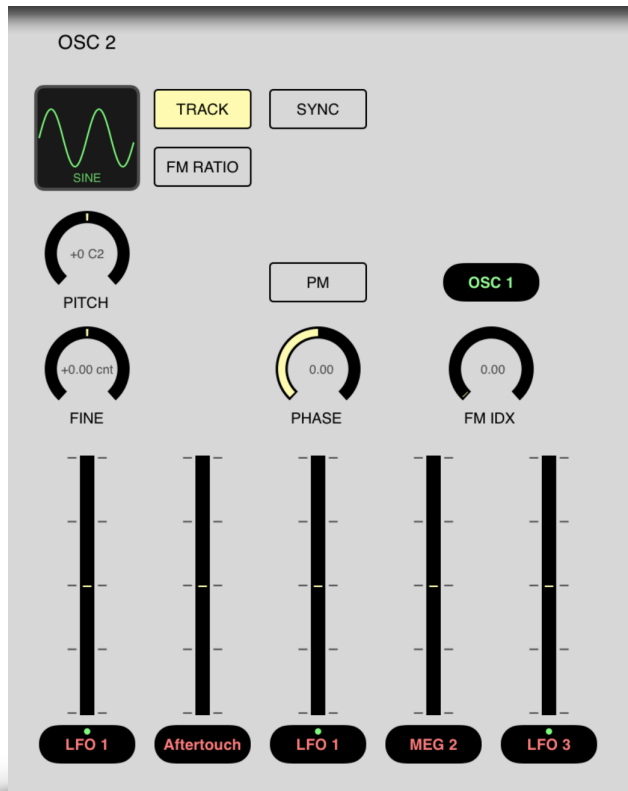 OSC 2
TRACK
SYNC
SINE
FM RATIO
+0 C2
PITCH
PM
OSC 1
+0.00 cnt
0.00
0.00
FINE
PHASE
FM IDX
LFO 1
Aftertouch
LFO 1
MEG 2
LFO 3